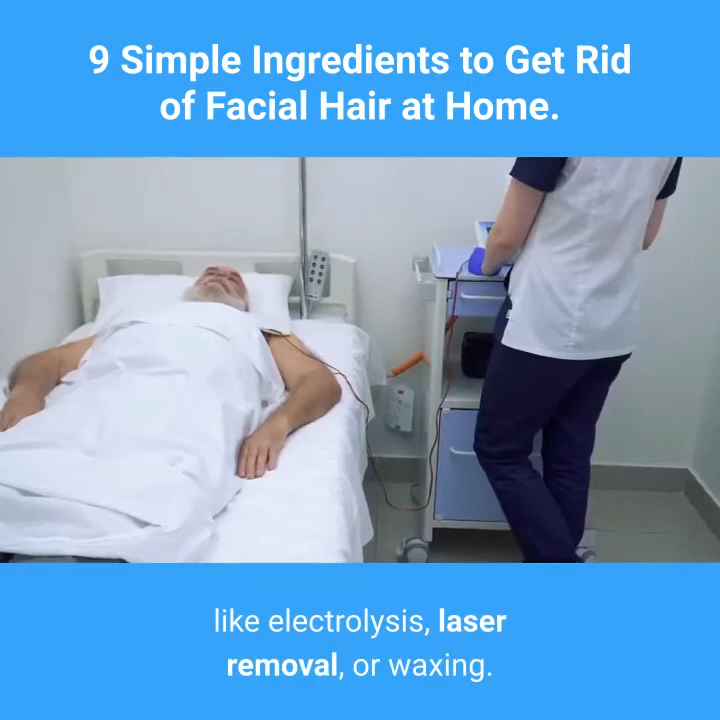 9 Simple Ingredients to Get Rid
of Facial Hair at Home.
like electrolysis, laser
removal, or waxing.